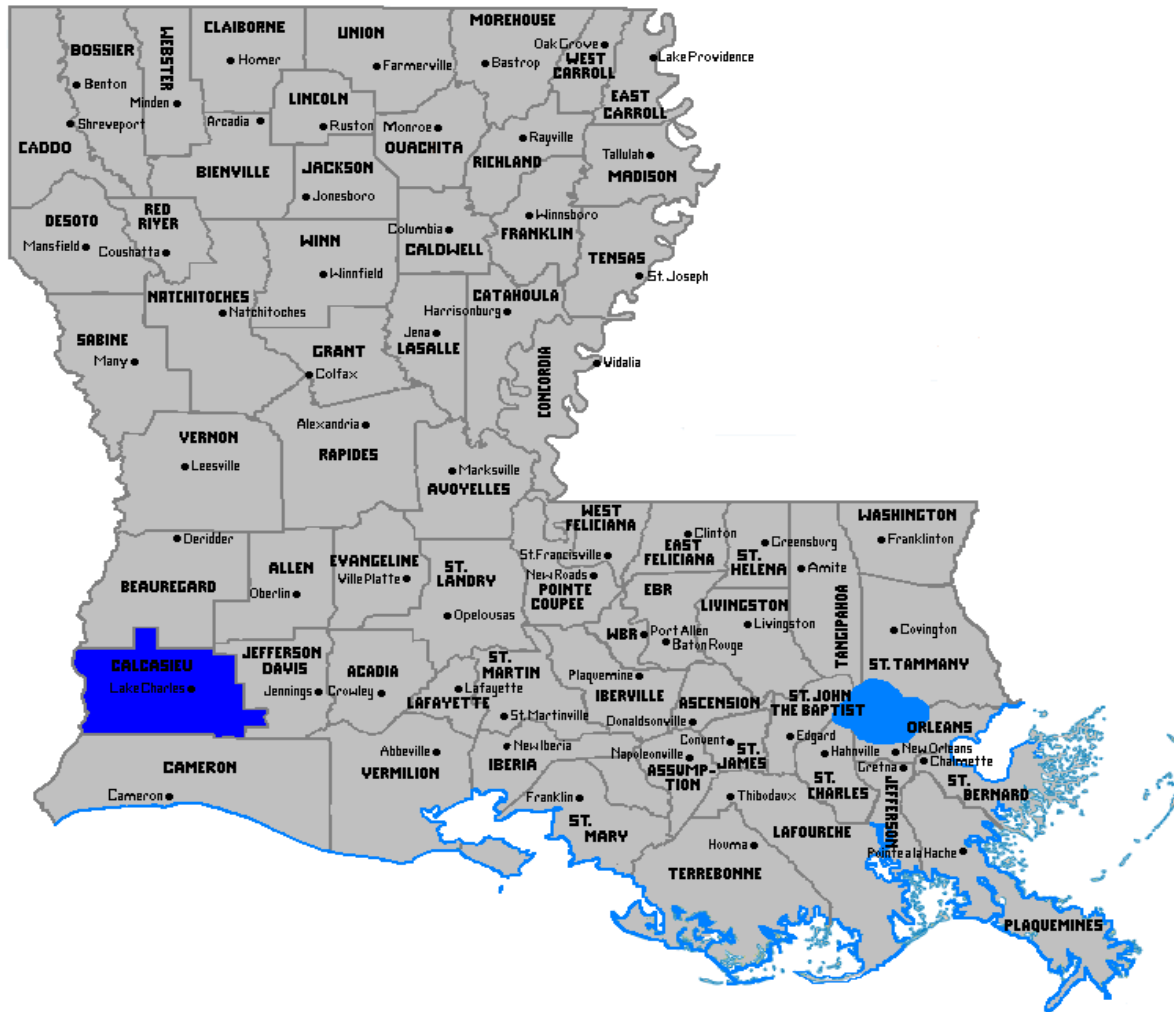 MOREHOUSE
CLAIBORNE
UNION
BOSSIER
WEBSTER
Oak Grove
WEST
CARROLL
Lake Providence
Homer
Farmerville
Bastrop
Benton
Minden
LINCOLN
EAST
CARROLL
Shreveport
Arcadia
Ruston
Monroe
OUACHITA
Rayville
RICHLAND
CADDO
Tallulah
MADISON
BIENVILLE
JACKSON
Jonesboro
RED
RIVER
DESOTO
Mansfield
Coushatta
WINN
Winnfield
Columbia
CALDWELL
Winnsboro
FRANKLIN
TENSAS
St. Joseph
NATCHITOCHES
Natchitoches
CATAHOULA
Harrisonburg
Jena
LASALLE
SABINE
Many
GRANT
Colfax
CONCORDIA
Vidalia
Alexandria
RAPIDES
VERNON
Leesville
Marksville
AVOYELLES
WEST
FELICIANA
St. Francisville
Clinton
EAST
FELICIANA
Greensburg
ST.
HELENA
WASHINGTON
Franklinton
Deridder
BEAUREGARD
ALLEN
Oberlin
EVANGELINE
Ville Platte
ST.
LANDRY
Opelousas
New Roads
POINTE
COUPEE
EBR
Amite
TANGIPAHOA
LIVINGSTON
Livingston
WBR
Port Allen
Baton Rouge
Covington
ST. TAMMANY
CALCASIEU
Lake Charles
JEFFERSON
DAVIS
Jennings
ACADIA
Crowley
ST.
MARTIN
Lafayette
LAFAYETTE
St. Martinville
Plaquemine
IBERVILLE
ASCENSION
Donaldsonville
ST. JOHN
THE BAPTIST
ORLEANS
CAMERON
Cameron
Abbeville
VERMILION
New Iberia
IBERIA
Napoleonville
ASSUMP-
TION
Convent
ST.
JAMES
Edgard
Hahnville
New Orleans
Chalmette
Gretna
ST.
CHARLES
JEFFERSON
ST.
BERNARD
Franklin
ST.
MARY
Thibodaux
LAFOURCHE
Houma
TERREBONNE
Pointe a la Hache
PLAQUEMINES